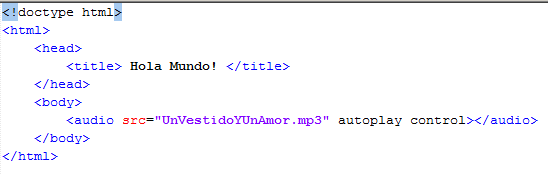 <!doctype html>
<html>
<head>
<title> Hola Mundo! </title>
</head>
<body>
<audio src="UnVestidoYUnAmor.mp3" autoplay control></audio>
</body>
</html>